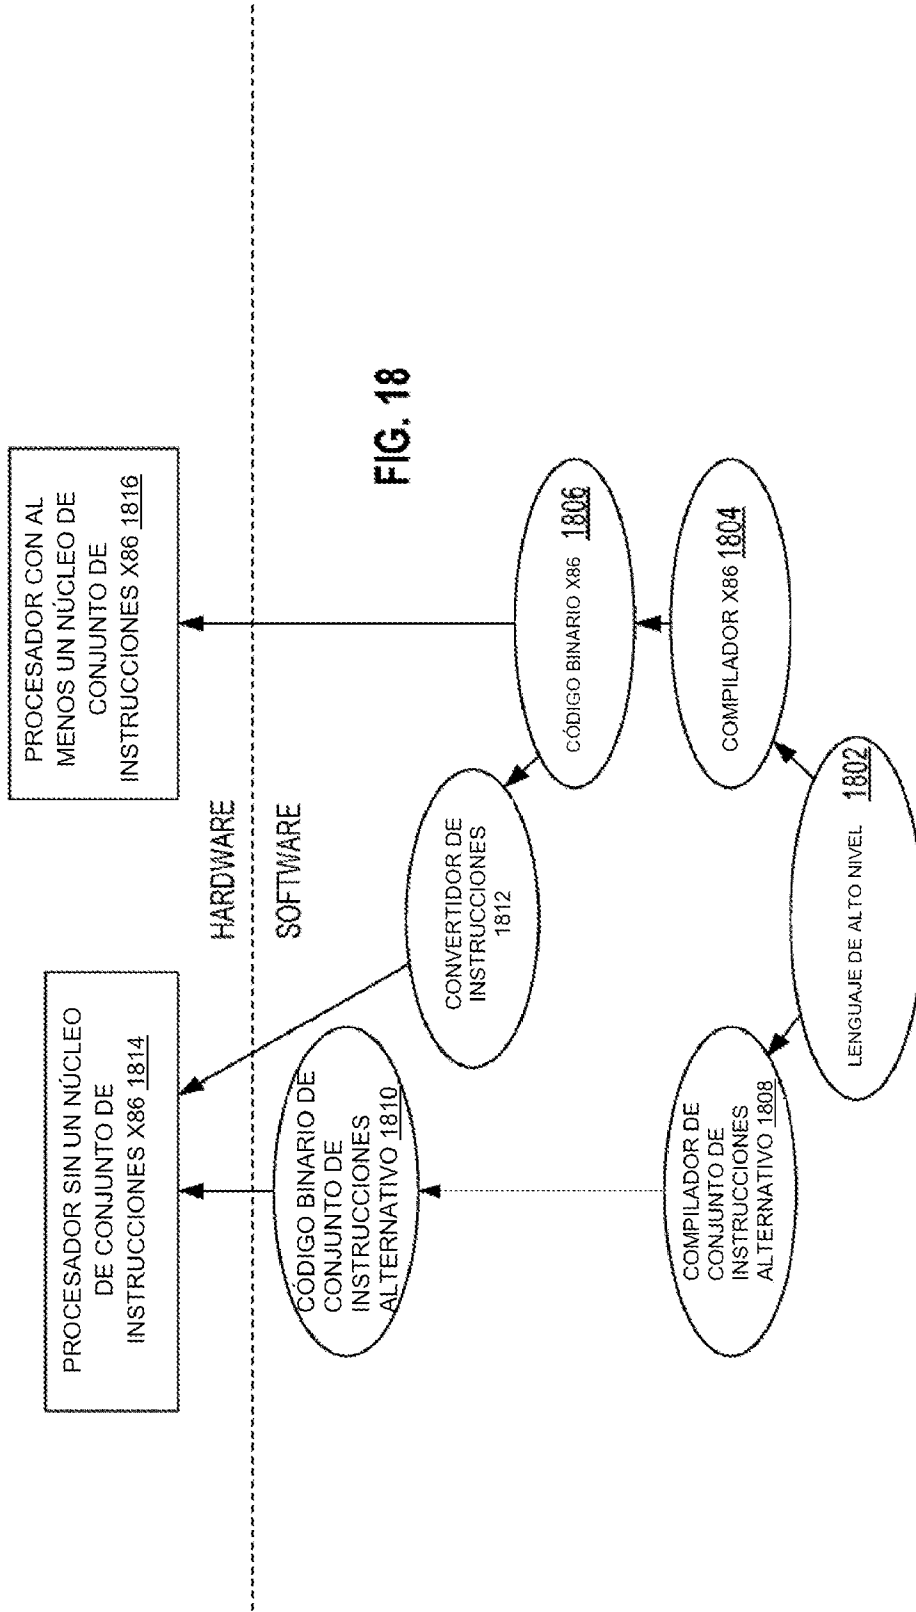 PROCESADOR SIN UN NÚCLEO
DE CONJUNTO DE
INSTRUCCIONES X86 1814
PROCESADOR CON AL
MENOS UN NÚCLEO DE
CONJUNTO DE
INSTRUCCIONES X86 1816
HARDWARE
SOFTWARE
CÓDIGO BINARIO DE
CONJUNTO DE
INSTRUCCIONES
ALTERNATIVO 1810
CONVERTIDOR DE
INSTRUCCIONES
1812
FIG. 18
CÓDIGO BINARIO X86 1806
COMPILADOR DE
CONJUNTO DE
INSTRUCCIONES
ALTERNATIVO 1808
COMPILADOR X86 1804
LENGUAJE DE ALTO NIVEL 1802